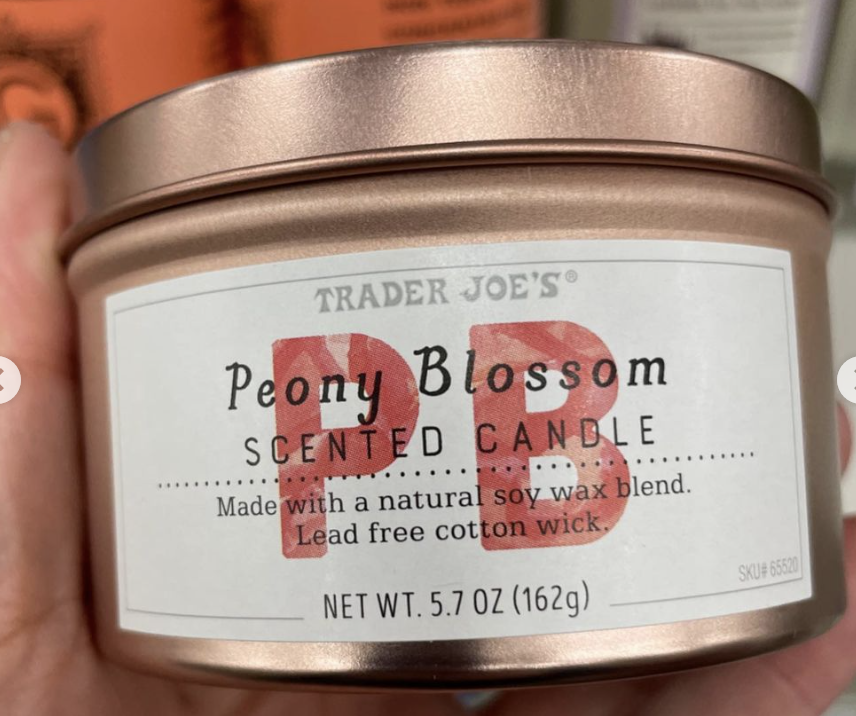 TRADER JOE'S®
PB
Peony Blossom
SCENTED CANDLE
Made with a natural soy wax blend.
Lead free cotton wick.
SKU# 65520
NET WT. 5.7 OZ (162g)